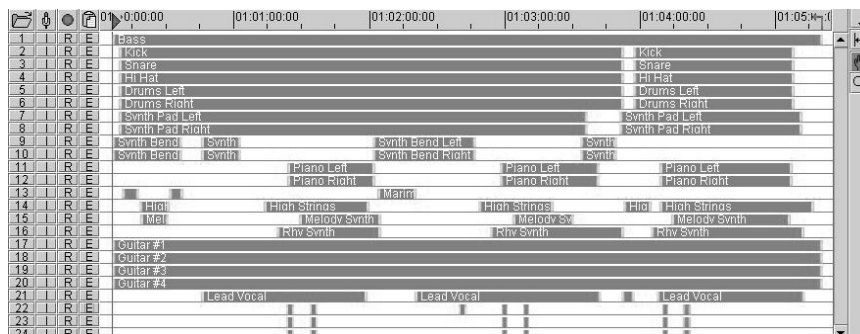 01:01:00:00 01:02:00:00 01:03:00:00 01:04:00:00 01:05:
1 R E Bass
2 R E Kick Kick
3 R E Snare Snare
4 R E Hi Hat Hi Hat
5 R E Drums Left Drums Left
6 R E Drums Right Drums Right
7 R E Synth Pad Left Synth Pad Left
8 R E Synth Pad Right Synth Pad Right
9 R E Synth Bend Synth Synth Bend Left Synth
10 R E Synth Bend Synth Synth Bend Right Synth
11 R E Piano Left Piano Left Piano Left
12 R E Piano Right Piano Right Piano Right
13 R E Marim
14 R E High High Strings High Strings Hig High Strings
15 R E Mel Melody Synth Melody Sy Melody Synth
16 R E Rhy Synth Rhy Synth Rhy Synth
17 R E Guitar #1
18 R E Guitar #2
19 R E Guitar #3
20 R E Guitar #4
21 R E Lead Vocal Lead Vocal Lead Vocal
22 R E
23 R E
24 R E